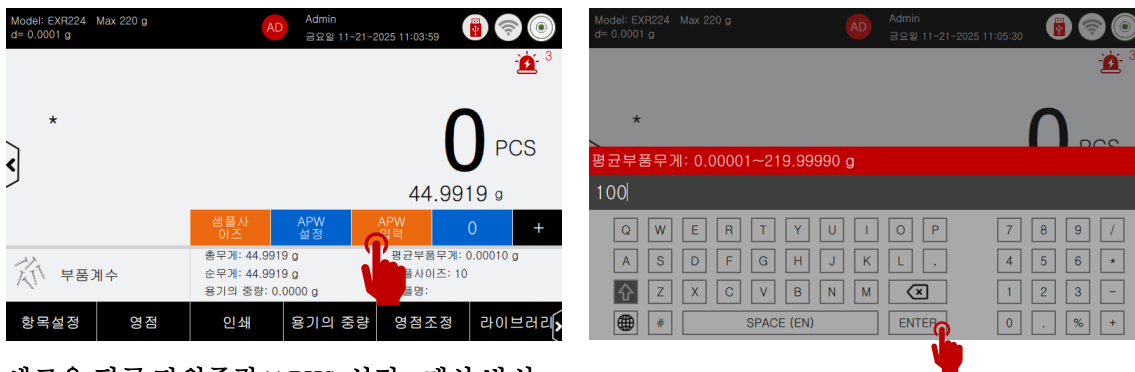 Model: EXR224 Max 220 g
d= 0.0001 g
AD
Admin
금요일 11-21-2025 11:03:59
3
*
0 PCS
44.9919 g
샘플사이즈
APW 설정
APW 입력
0
+
부품계수
총무게: 44.9919 g
평균부품무게: 0.00010 g
순무게: 44.9919 g
플사이즈: 10
용기의 중량: 0.0000 g
플명:
항목설정 영점 인쇄 용기의 중량 영점조정 라이브러리
Model: EXR224 Max 220 g
d= 0.0001 g
AD
Admin
금요일 11-21-2025 11:05:30
3
*
0 PCS
평균부품무게: 0.00001~219.99990 g
100
Q W E R T Y U I O P 7 8 9 /
A S D F G H J K L . 4 5 6 *
Z X C V B N M 1 2 3 -
# SPACE (EN) ENTER 0 . % +